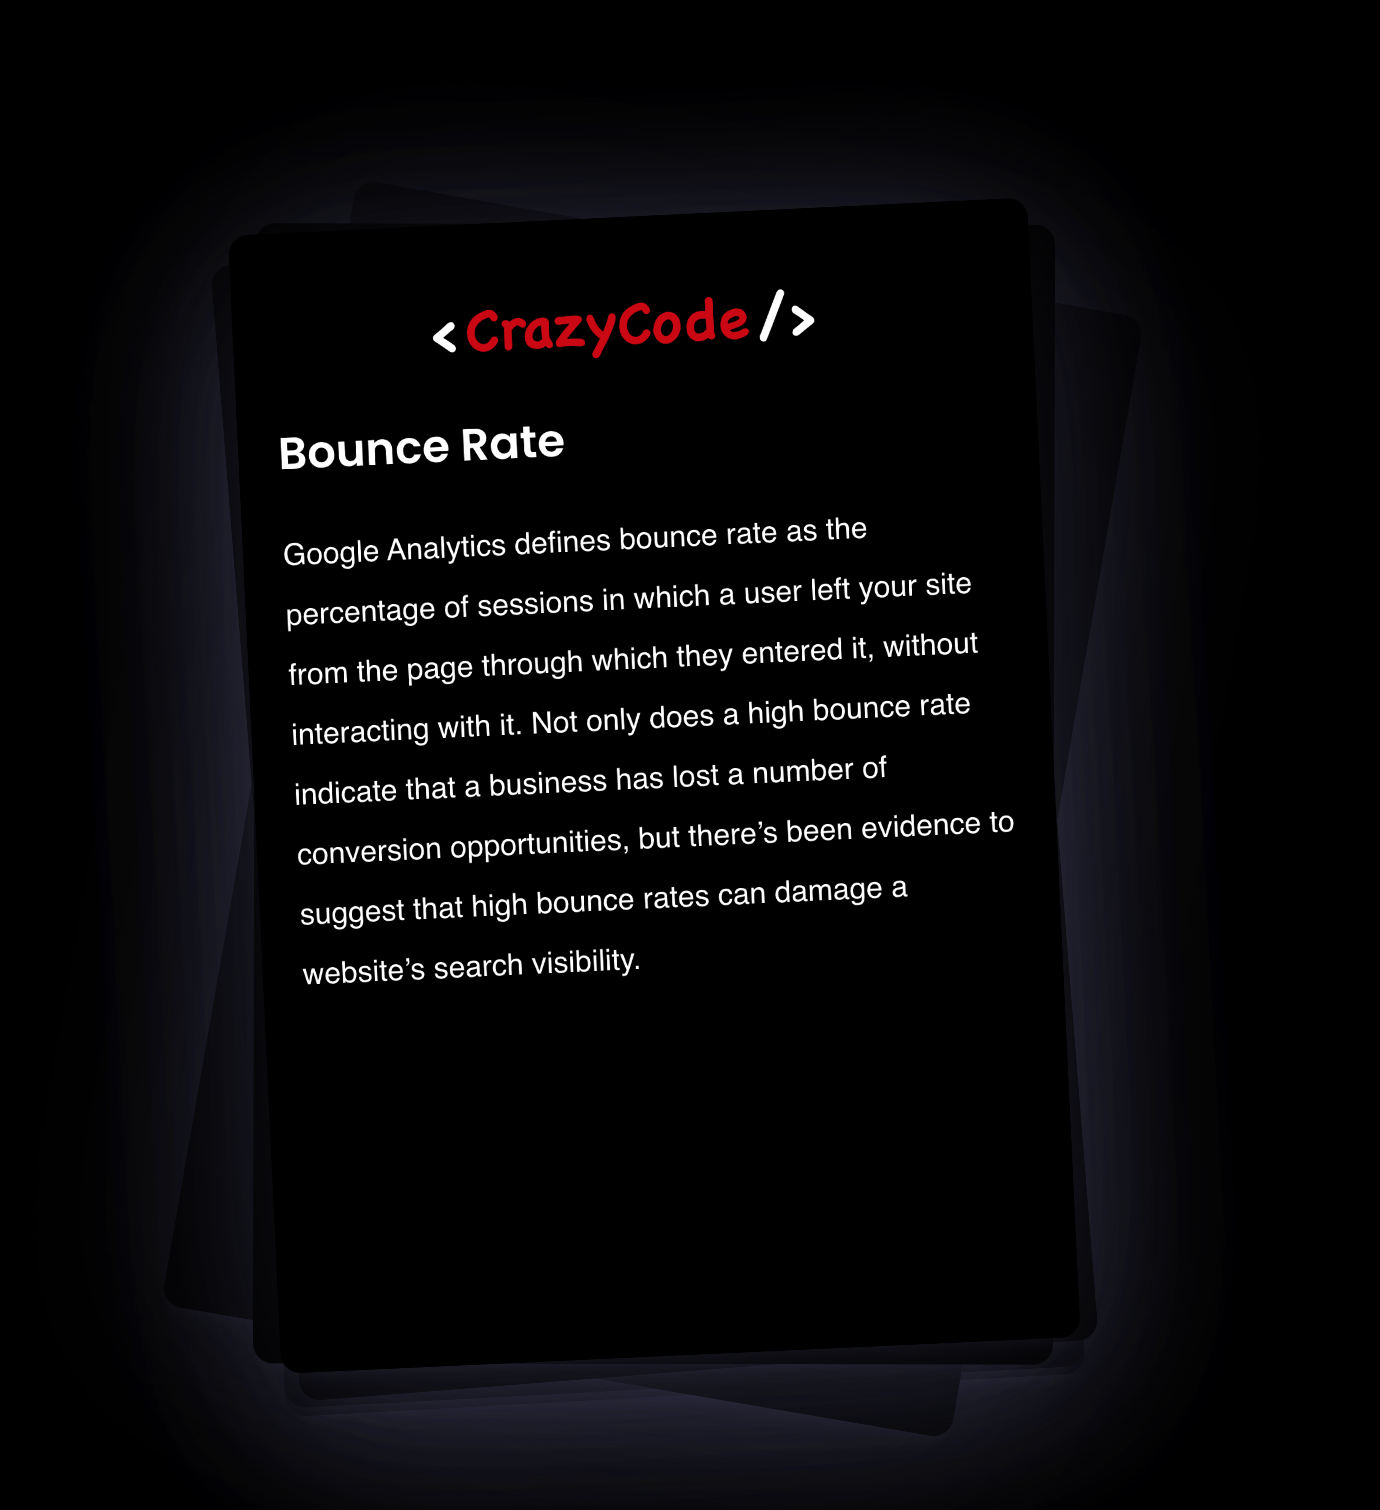 <CrazyCode/>
Bounce Rate
Google Analytics defines bounce rate as the
percentage of sessions in which a user left your site
from the page through which they entered it, without
interacting with it. Not only does a high bounce rate
indicate that a business has lost a number of
conversion opportunities, but there’s been evidence to
suggest that high bounce rates can damage a
website’s search visibility.